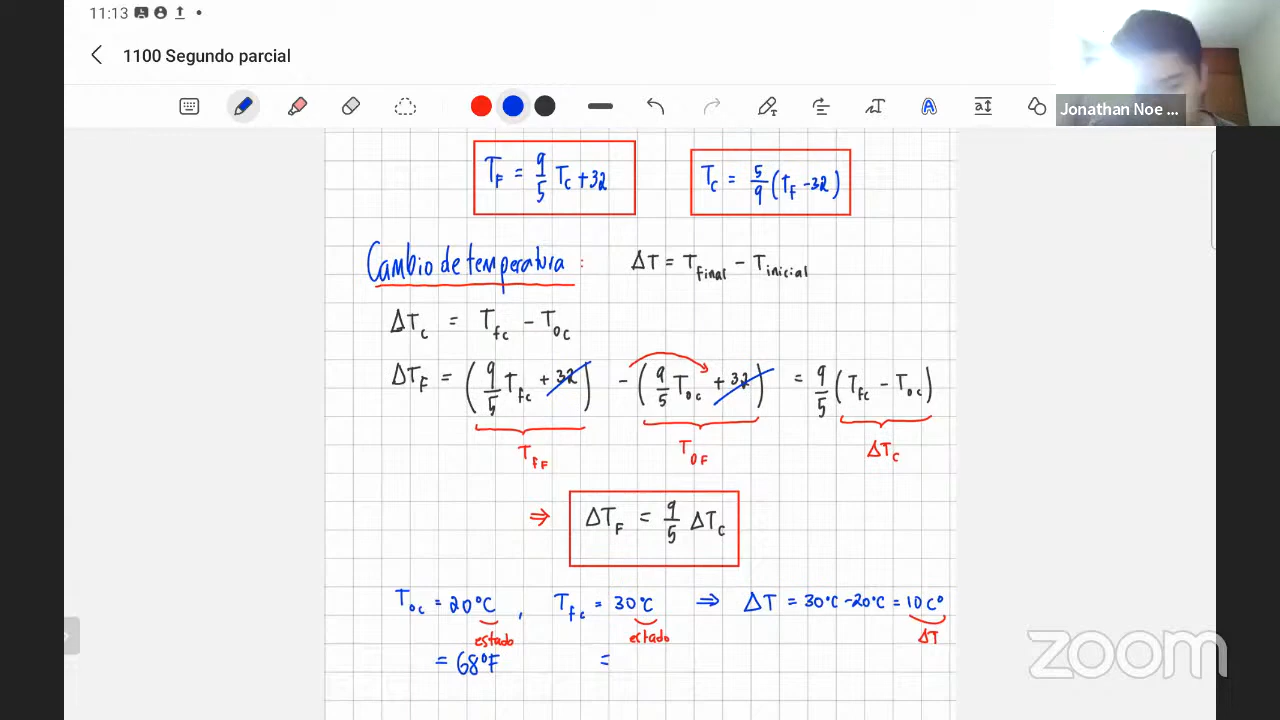 11:13
1100 Segundo parcial
Jonathan Noe ...
T_F = 9/5 T_C + 32
T_C = 5/9 (T_F - 32)
Cambio de temperatura : ΔT = T_final - T_inicial
ΔT_C = T_fC - T_0C
ΔT_F = (9/5 T_fC + 32) - (9/5 T_0C + 32) = 9/5 (T_fC - T_0C)
T_fF T_0F ΔT_C
⇒ ΔT_F = 9/5 ΔT_C
T_0C = 20°C , T_fC = 30°C ⇒ ΔT = 30°C - 20°C = 10 C°
estado estado ΔT
= 68°F =
zoom